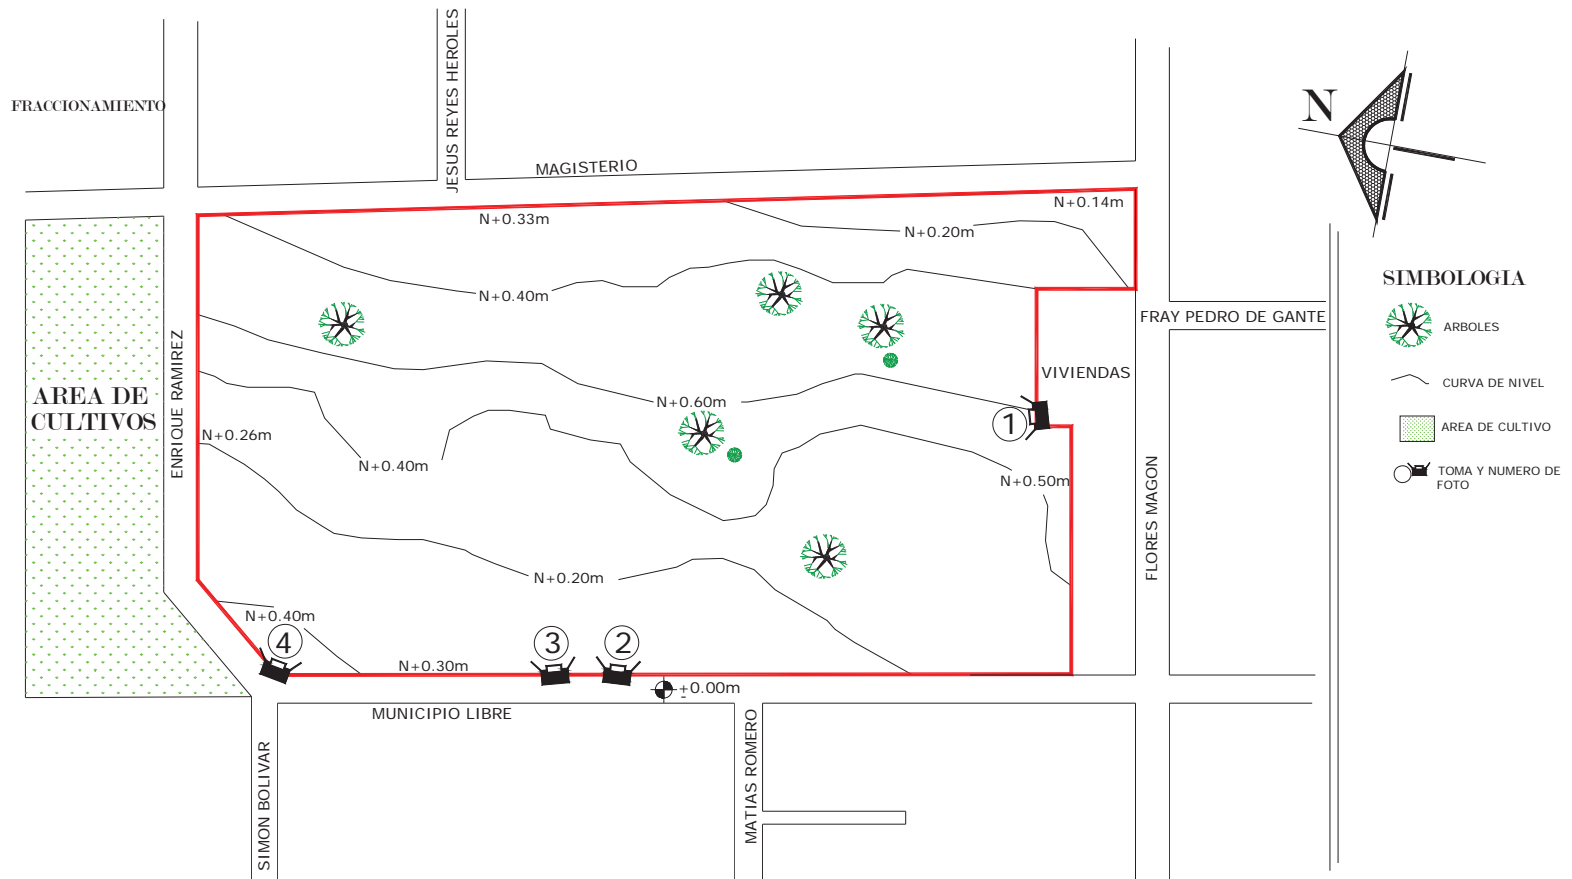 FRACCIONAMIENTO
JESUS REYES HEROLES
MAGISTERIO
N
N+0.33m
N+0.14m
N+0.20m
N+0.40m
SIMBOLOGIA
ARBOLES
CURVA DE NIVEL
AREA DE CULTIVO
TOMA Y NUMERO DE
FOTO
FRAY PEDRO DE GANTE
VIVIENDAS
ENRIQUE RAMIREZ
AREA DE
CULTIVOS
N+0.60m
1
N+0.26m
N+0.40m
N+0.50m
FLORES MAGON
N+0.20m
N+0.40m
4
3
2
N+0.30m
+0.00m
MUNICIPIO LIBRE
SIMON BOLIVAR
MATIAS ROMERO